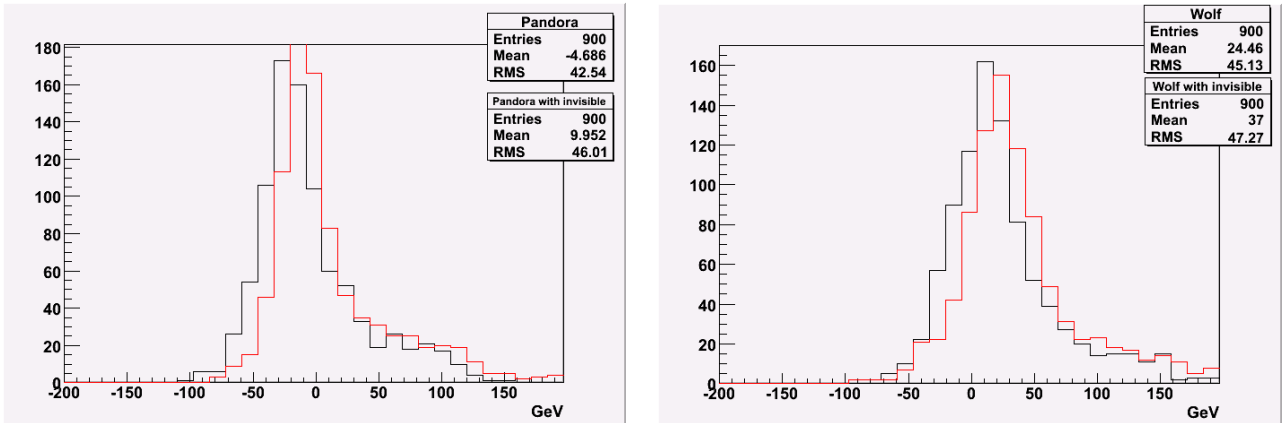 Pandora
Entries 900
Mean -4.686
RMS 42.54
Pandora with invisible
Entries 900
Mean 9.952
RMS 46.01
180
160
140
120
100
80
60
40
20
0
-200 -150 -100 -50 0 50 100 150
GeV
Wolf
Entries 900
Mean 24.46
RMS 45.13
Wolf with invisible
Entries 900
Mean 37
RMS 47.27
160
140
120
100
80
60
40
20
0
-200 -150 -100 -50 0 50 100 150
GeV